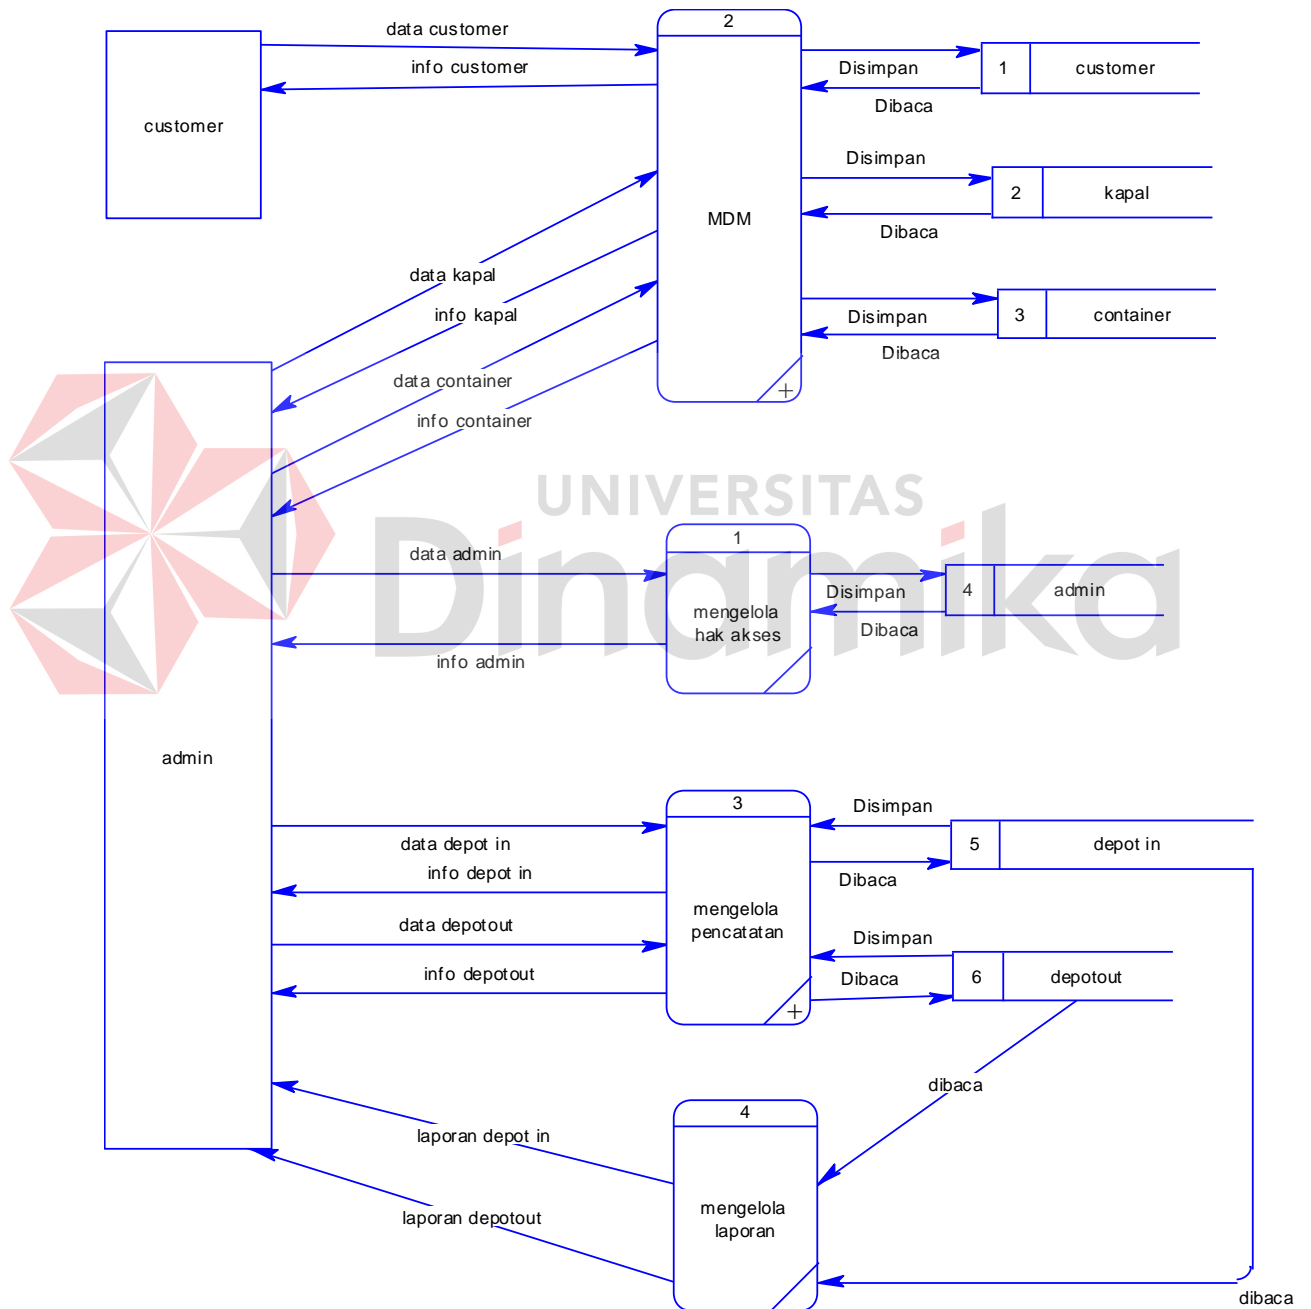 data customer
info customer
customer
2
MDM
Disimpan
Dibaca
1
customer
Disimpan
Dibaca
2
kapal
Disimpan
Dibaca
3
container
data kapal
info kapal
data container
info container
+
UNIVERSITAS
Dinamika
admin
data admin
info admin
1
mengelola
hak akses
Disimpan
Dibaca
4
admin
data depot in
info depot in
data depotout
info depotout
3
mengelola
pencatatan
+
Disimpan
Dibaca
5
depot in
Disimpan
Dibaca
6
depotout
dibaca
laporan depot in
laporan depotout
4
mengelola
laporan
dibaca